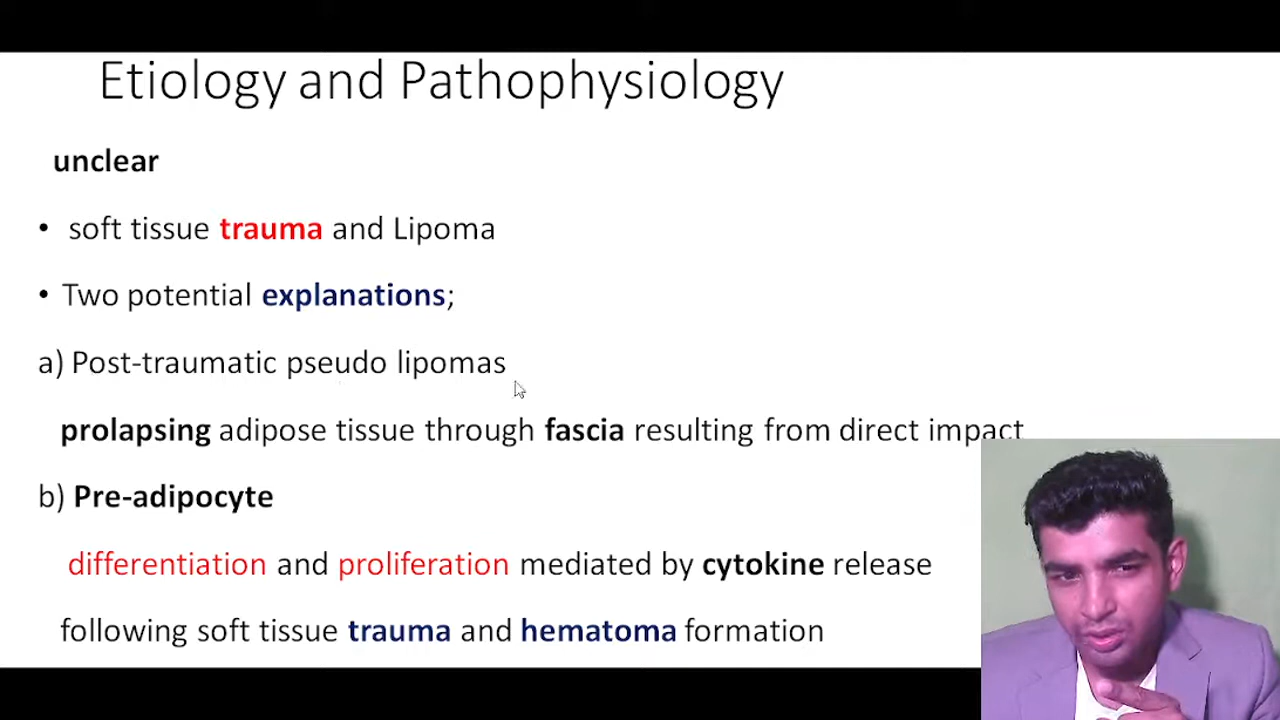 Etiology and Pathophysiology
unclear
• soft tissue trauma and Lipoma
• Two potential explanations;
a) Post-traumatic pseudo lipomas
prolapsing adipose tissue through fascia resulting from direct impact
b) Pre-adipocyte
differentiation and proliferation mediated by cytokine release
following soft tissue trauma and hematoma formation